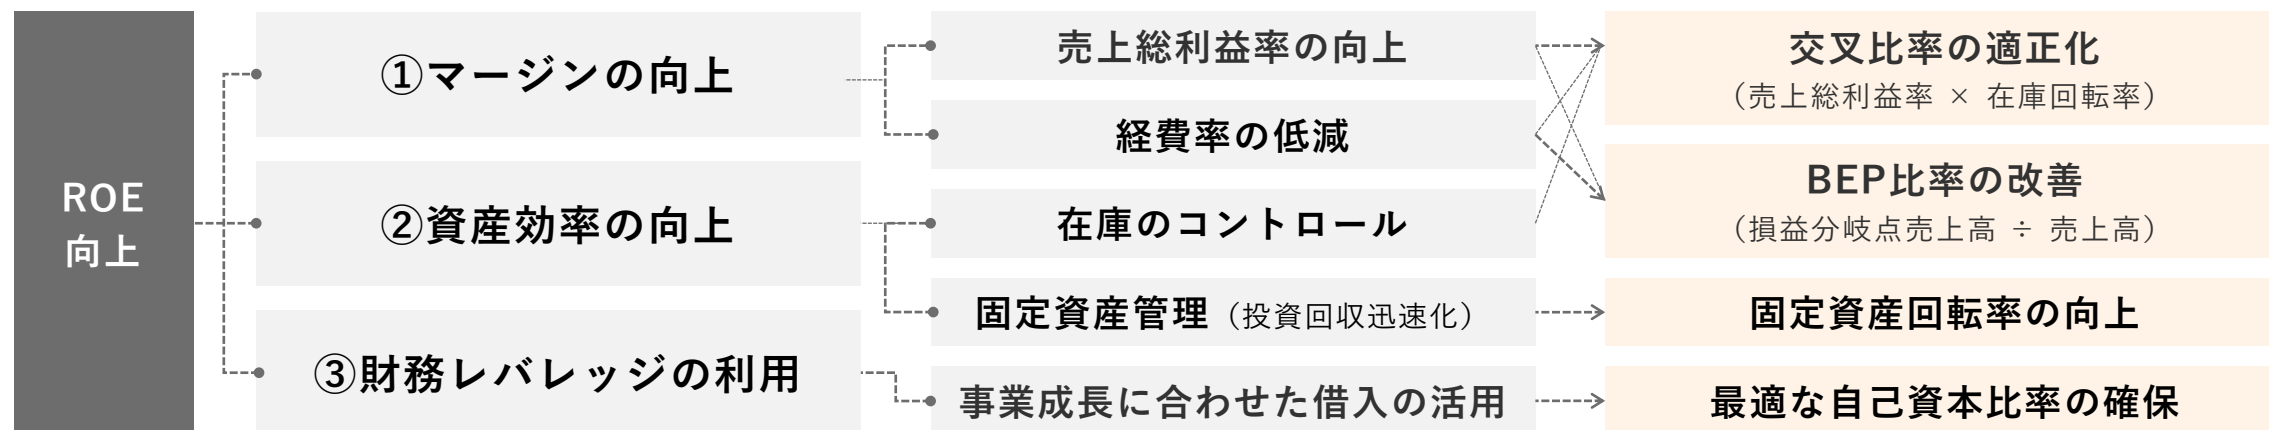 ROE
向上
①マージンの向上
②資産効率の向上
③財務レバレッジの利用
売上総利益率の向上
経費率の低減
在庫のコントロール
固定資産管理（投資回収迅速化）
事業成長に合わせた借入の活用
交叉比率の適正化
（売上総利益率 × 在庫回転率）
BEP比率の改善
（損益分岐点売上高 ÷ 売上高）
固定資産回転率の向上
最適な自己資本比率の確保